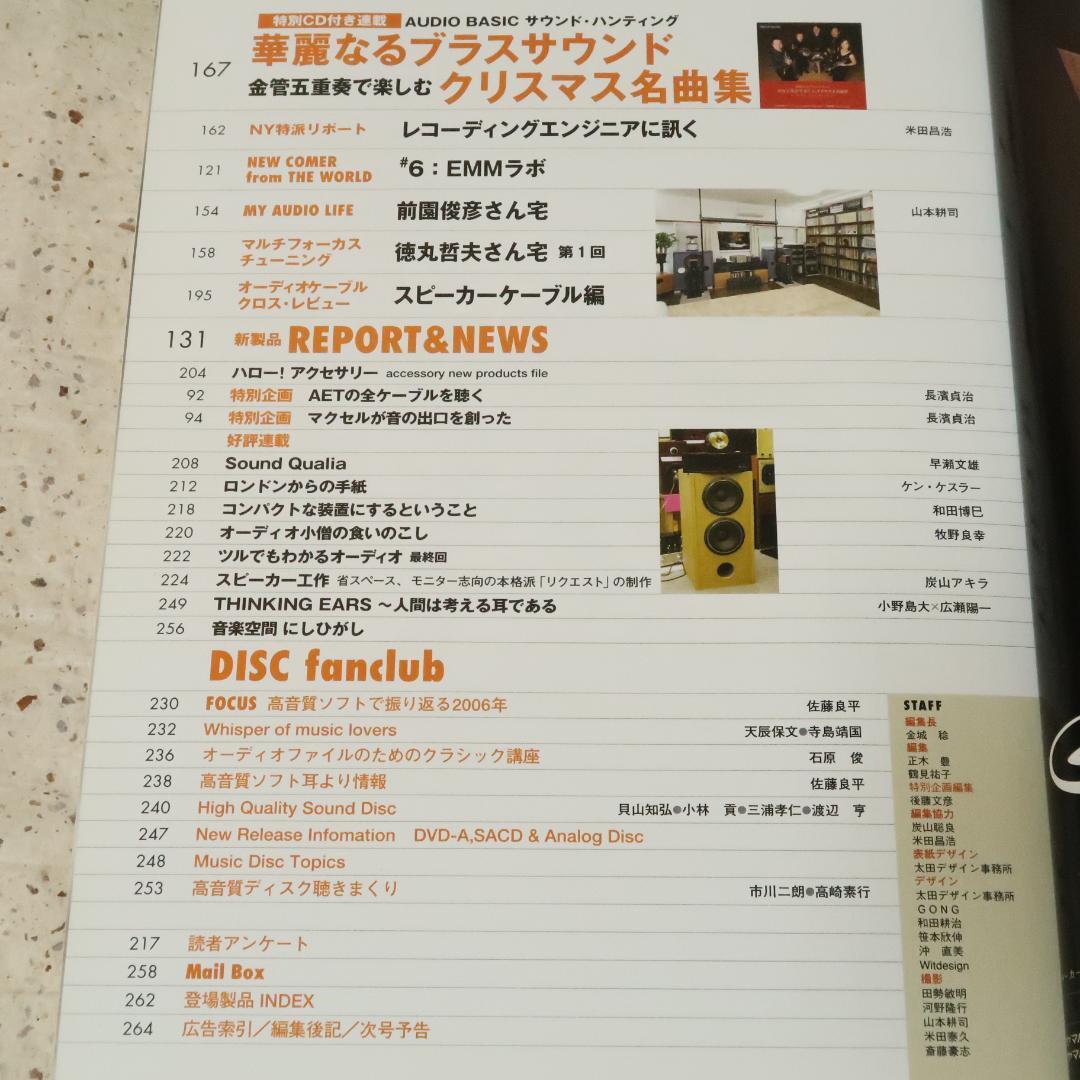 特別CD付き連載 AUDIO BASIC サウンド・ハンティング
167 華麗なるブラスサウンド
金管五重奏で楽しむ クリスマス名曲集
162 NY特派リポート レコーディングエンジニアに訊く 米田昌浩
121 NEW COMER from THE WORLD #6：EMMラボ
154 MY AUDIO LIFE 前園俊彦さん宅 山本耕司
158 マルチフォーカス チューニング 徳丸哲夫さん宅 第1回
195 オーディオケーブル クロス・レビュー スピーカーケーブル編
131 新製品 REPORT&NEWS
204 ハロー！アクセサリー accessory new products file
92 特別企画 AETの全ケーブルを聴く 長濱貞治
94 特別企画 マクセルが音の出口を創った 長濱貞治
好評連載
208 Sound Qualia 早瀬文雄
212 ロンドンからの手紙 ケン・ケスラー
218 コンパクトな装置にするということ 和田博巳
220 オーディオ小僧の食いのこし 牧野良幸
222 ツルでもわかるオーディオ 最終回
224 スピーカー工作 省スペース、モニター志向の本格派「リクエスト」の制作 炭山アキラ
249 THINKING EARS ～人間は考える耳である 小野島大×広瀬陽一
256 音楽空間 にしひがし
DISC fanclub
230 FOCUS 高音質ソフトで振り返る2006年 佐藤良平
232 Whisper of music lovers 天辰保文●寺島靖国
236 オーディオファイルのためのクラシック講座 石原 俊
238 高音質ソフト耳より情報 佐藤良平
240 High Quality Sound Disc 貝山知弘●小林 貢●三浦孝仁●渡辺 亨
247 New Release Infomation DVD-A,SACD & Analog Disc
248 Music Disc Topics
253 高音質ディスク聴きまくり 市川二朗●高崎素行
217 読者アンケート
258 Mail Box
262 登場製品 INDEX
264 広告索引／編集後記／次号予告
STAFF
編集長
金城 稔
編集
正木 豊
鶴見祐子
特別企画編集
後藤文彦
編集協力
炭山聡良
米田昌浩
表紙デザイン
太田デザイン事務所
デザイン
太田デザイン事務所
GONG
和田耕治
笹本欣伸
沖 直美
Witdesign
撮影
田勢敏明
河野隆行
山本耕司
米田泰久
斎藤豪志